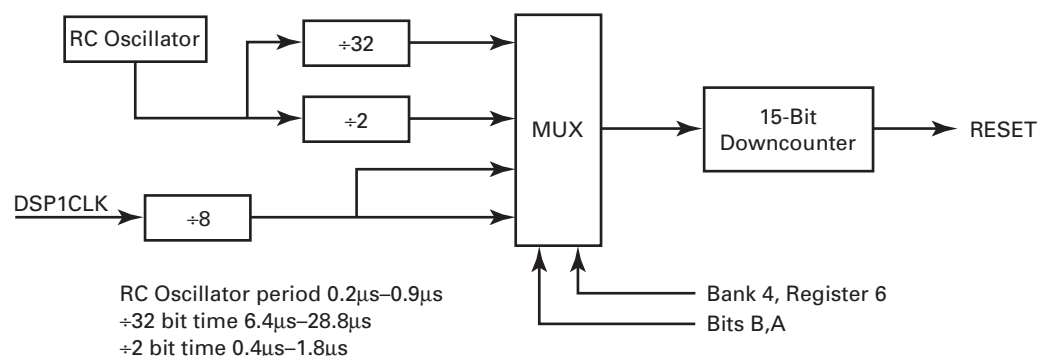 RC Oscillator
÷32
÷2
MUX
15-Bit
Downcounter
RESET
DSP1CLK
÷8
RC Oscillator period 0.2µs–0.9µs
÷32 bit time 6.4µs–28.8µs
÷2 bit time 0.4µs–1.8µs
Bank 4, Register 6
Bits B,A